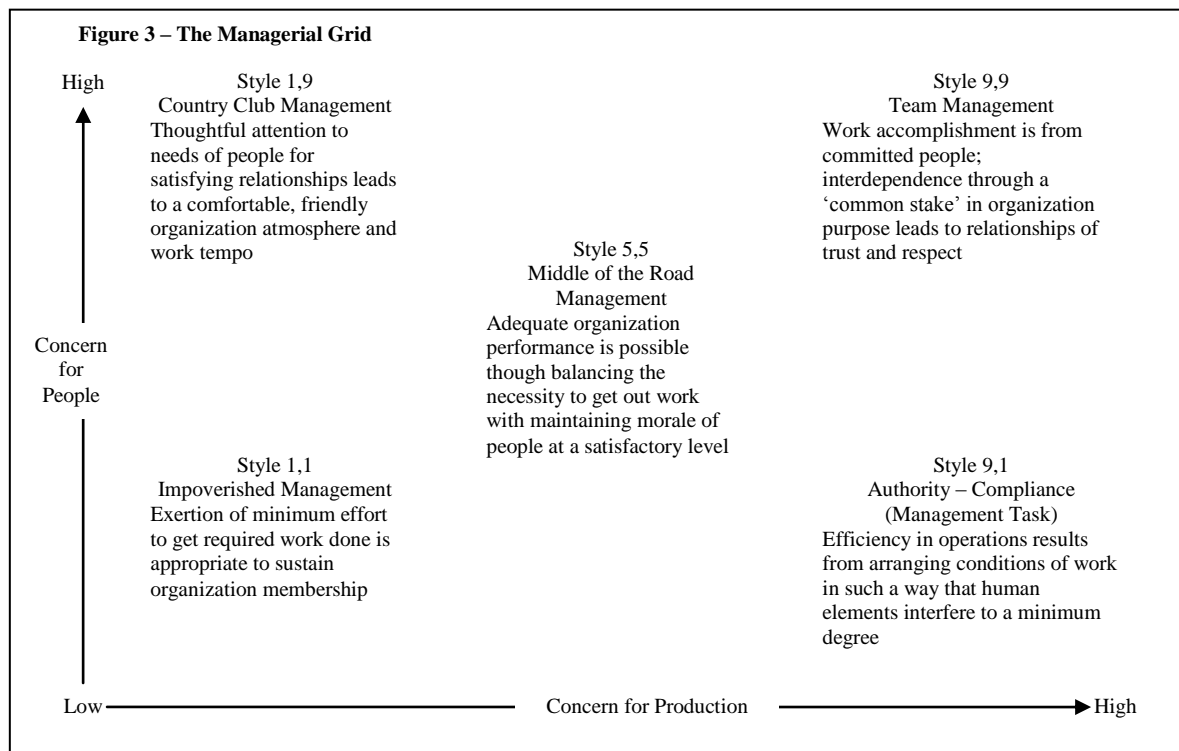 Figure 3 – The Managerial Grid
High
Style 1,9
Country Club Management
Thoughtful attention to
needs of people for
satisfying relationships leads
to a comfortable, friendly
organization atmosphere and
work tempo
Style 9,9
Team Management
Work accomplishment is from
committed people;
interdependence through a
‘common stake’ in organization
purpose leads to relationships of
trust and respect
Style 5,5
Middle of the Road
Management
Adequate organization
performance is possible
though balancing the
necessity to get out work
with maintaining morale of
people at a satisfactory level
Concern
for
People
Style 1,1
Impoverished Management
Exertion of minimum effort
to get required work done is
appropriate to sustain
organization membership
Style 9,1
Authority – Compliance
(Management Task)
Efficiency in operations results
from arranging conditions of work
in such a way that human
elements interfere to a minimum
degree
Low
Concern for Production
High